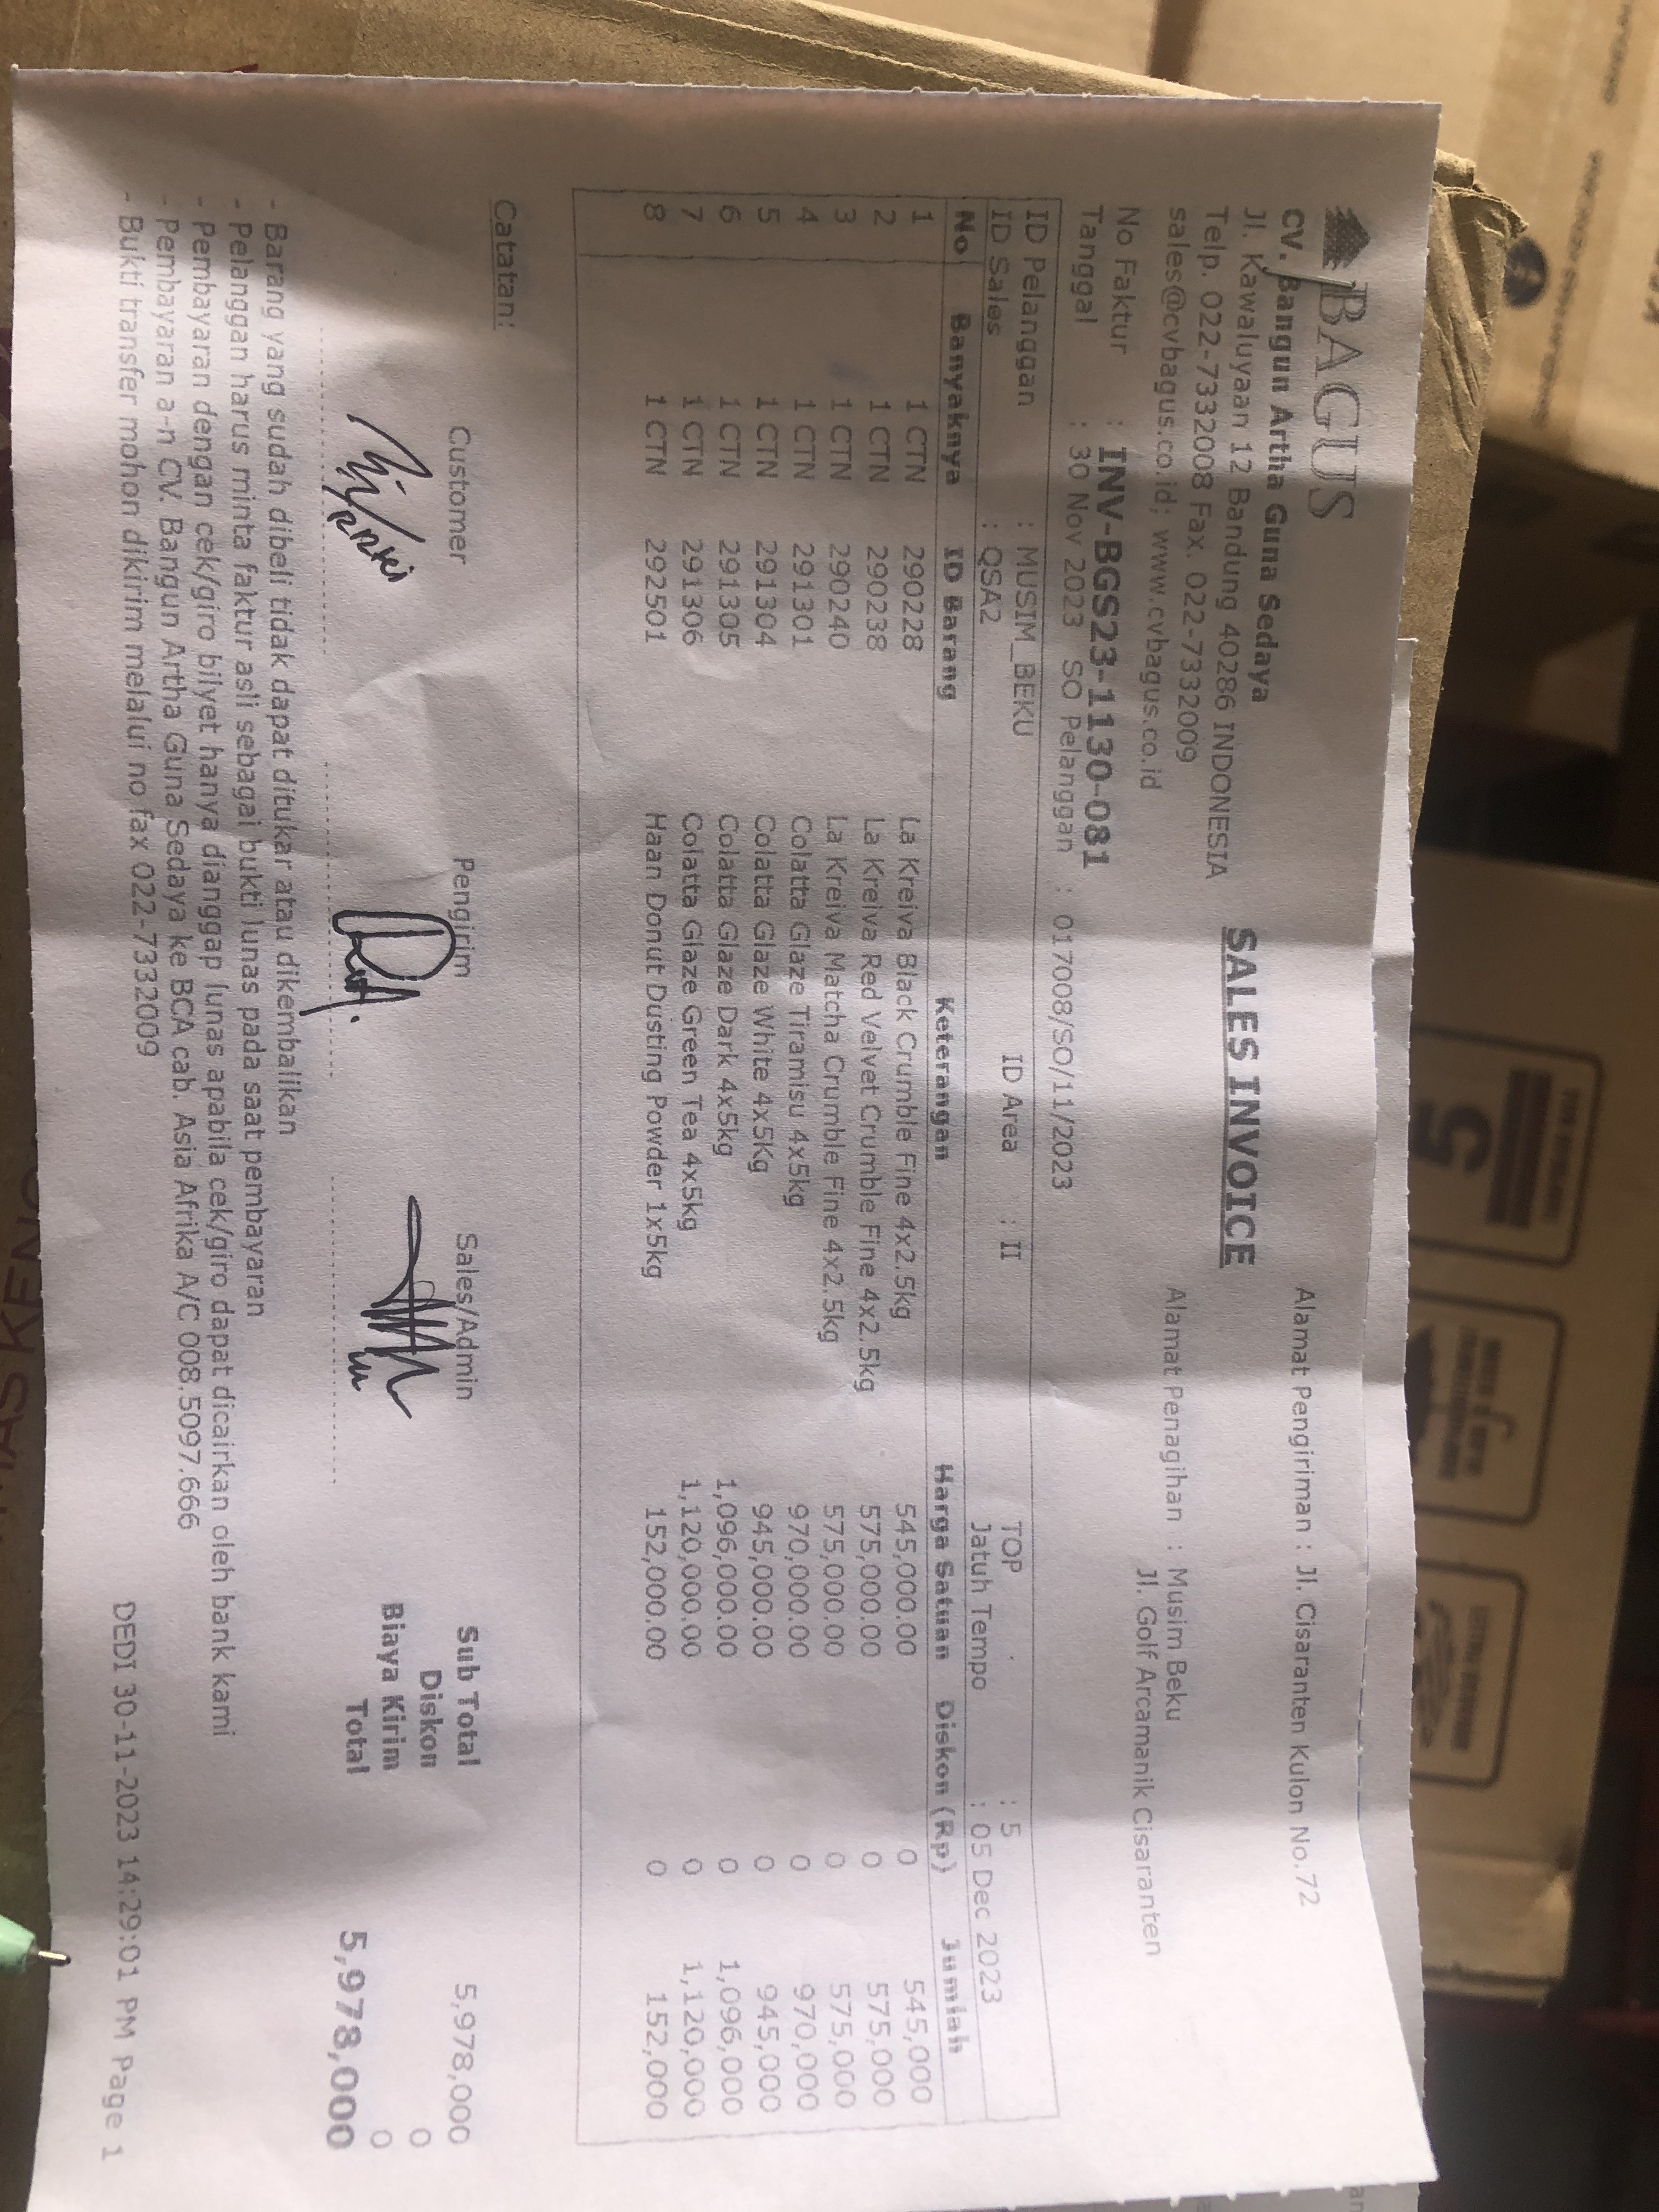 BAGUS
CV. Bangun Artha Guna Sedaya
Jl. Kawaluyaan 12 Bandung 40286 INDONESIA
Telp. 022-7332008 Fax. 022-7332009
sales@cvbagus.co.id; www.cvbagus.co.id
SALES INVOICE
Alamat Pengiriman : Jl. Cisaranten Kulon No.72
Alamat Penagihan : Musim Beku
Jl. Golf Arcamanik Cisaranten
No Faktur : INV-BGS23-1130-081
Tanggal : 30 Nov 2023 SO Pelanggan : 017008/SO/11/2023
ID Pelanggan : MUSIM_BEKU ID Area : II TOP : 5
ID Sales : QSA2 Jatuh Tempo : 05 Dec 2023
No Banyaknya ID Barang Keterangan Harga Satuan Diskon (Rp) Jumlah
1 1 CTN 290228 La Kreiva Black Crumble Fine 4x2.5kg 545,000.00 0 545,000
2 1 CTN 290238 La Kreiva Red Velvet Crumble Fine 4x2.5kg 575,000.00 0 575,000
3 1 CTN 290240 La Kreiva Matcha Crumble Fine 4x2.5kg 575,000.00 0 575,000
4 1 CTN 291301 Colatta Glaze Tiramisu 4x5kg 970,000.00 0 970,000
5 1 CTN 291304 Colatta Glaze White 4x5Kg 945,000.00 0 945,000
6 1 CTN 291305 Colatta Glaze Dark 4x5kg 1,096,000.00 0 1,096,000
7 1 CTN 291306 Colatta Glaze Green Tea 4x5kg 1,120,000.00 0 1,120,000
8 1 CTN 292501 Haan Donut Dusting Powder 1x5kg 152,000.00 0 152,000
Catatan:
Customer Pengirim Sales/Admin
Sub Total 5,978,000
Diskon 0
Biaya Kirim 0
Total 5,978,000
- Barang yang sudah dibeli tidak dapat ditukar atau dikembalikan
- Pelanggan harus minta faktur asli sebagai bukti lunas pada saat pembayaran
- Pembayaran dengan cek/giro bilyet hanya dianggap lunas apabila cek/giro dapat dicairkan oleh bank kami
- Pembayaran a-n CV. Bangun Artha Guna Sedaya ke BCA cab. Asia Afrika A/C 008.5097.666
- Bukti transfer mohon dikirim melalui no fax 022-7332009
DEDI 30-11-2023 14:29:01 PM Page 1